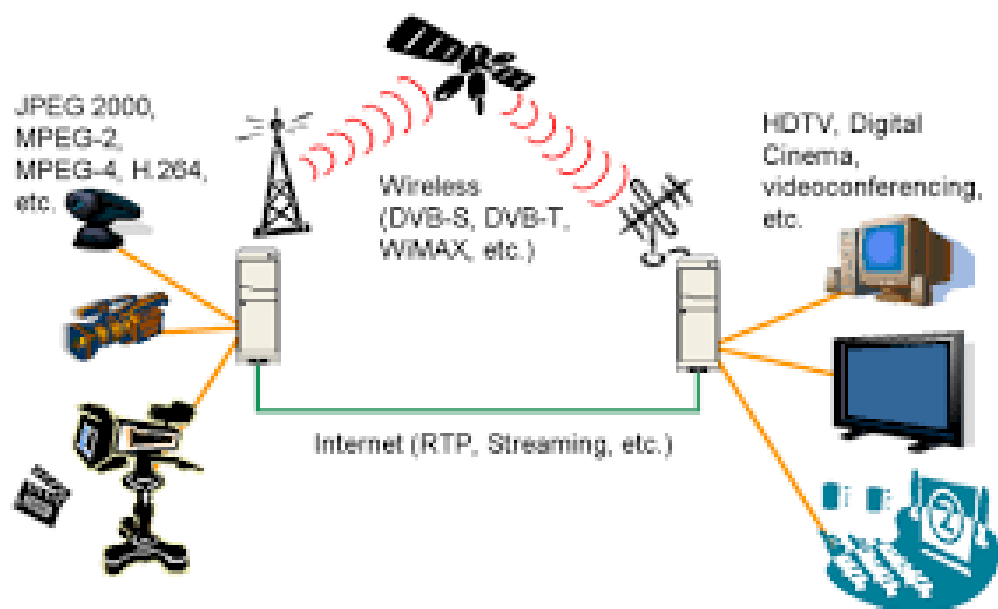 JPEG 2000,
MPEG-2,
MPEG-4, H.264,
etc.
Wireless
(DVB-S, DVB-T,
WiMAX, etc.)
HDTV, Digital
Cinema,
videoconferencing,
etc.
Internet (RTP, Streaming, etc.)
2